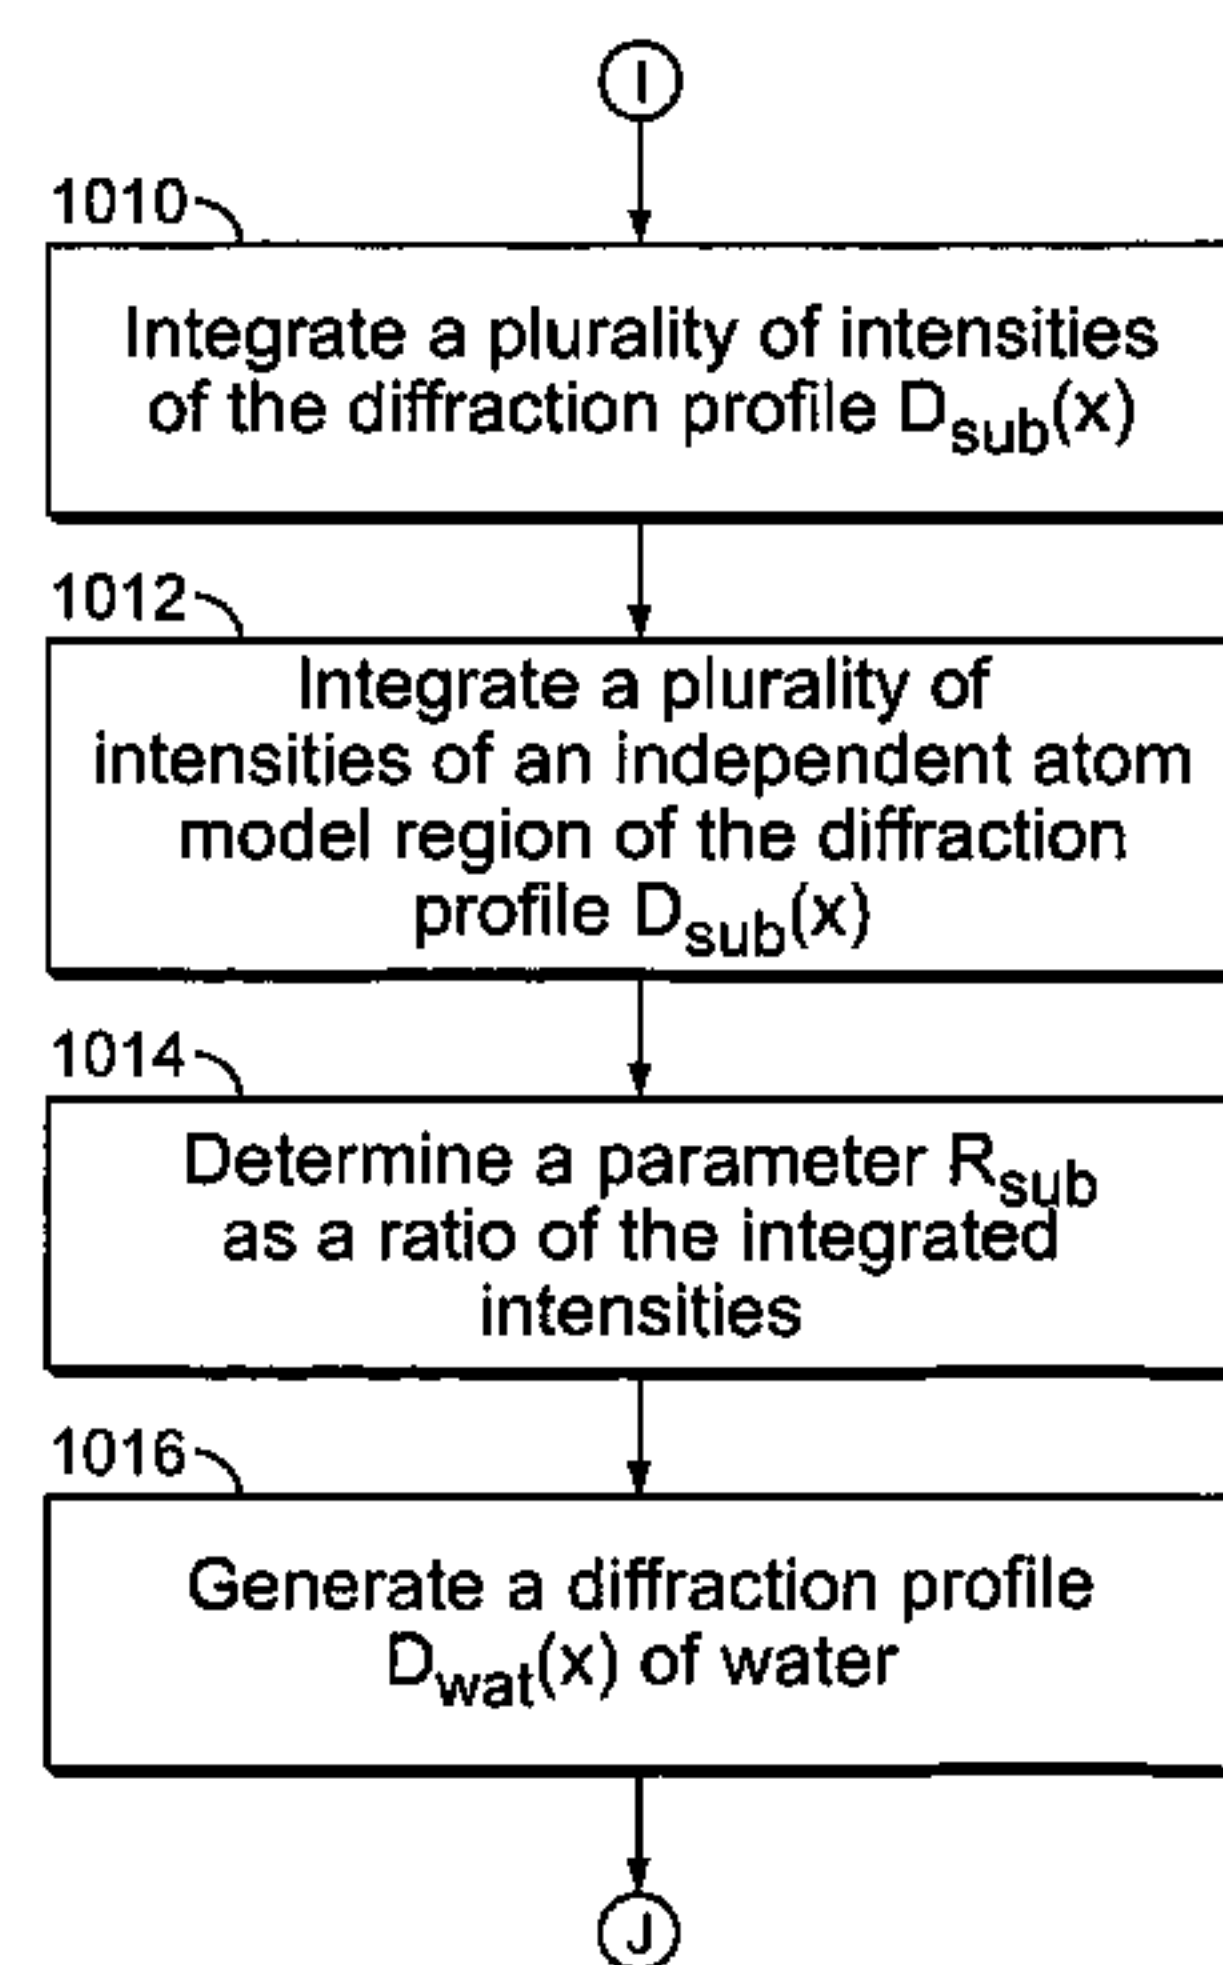 I
1010
Integrate a plurality of intensities
of the diffraction profile Dsub(x)
1012
Integrate a plurality of
intensities of an independent atom
model region of the diffraction
profile Dsub(x)
1014
Determine a parameter Rsub
as a ratio of the integrated
intensities
1016
Generate a diffraction profile
Dwat(x) of water
J